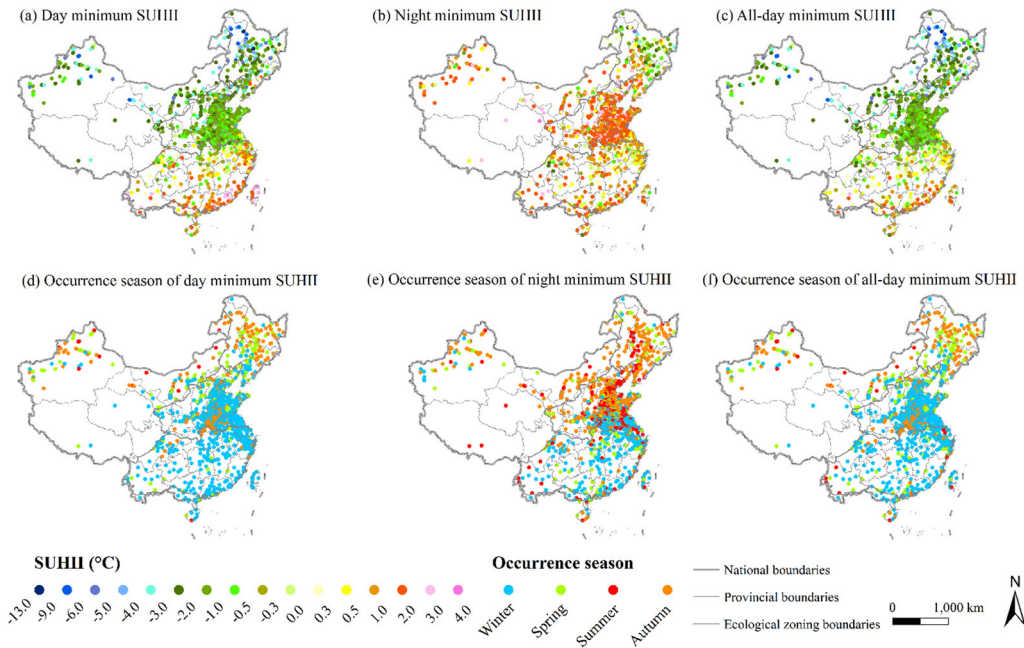 (a) Day minimum SUHII
(b) Night minimum SUHII
(c) All-day minimum SUHII
(d) Occurrence season of day minimum SUHII
(e) Occurrence season of night minimum SUHII
(f) Occurrence season of all-day minimum SUHII
SUHII (°C)
-13.0 -9.0 -6.0 -5.0 -4.0 -3.0 -2.0 -1.0 -0.5 -0.3 0.0 0.3 0.5 1.0 2.0 3.0 4.0
Occurrence season
Winter Spring Summer Autumn
National boundaries
Provincial boundaries
Ecological zoning boundaries
0 1,000 km
N